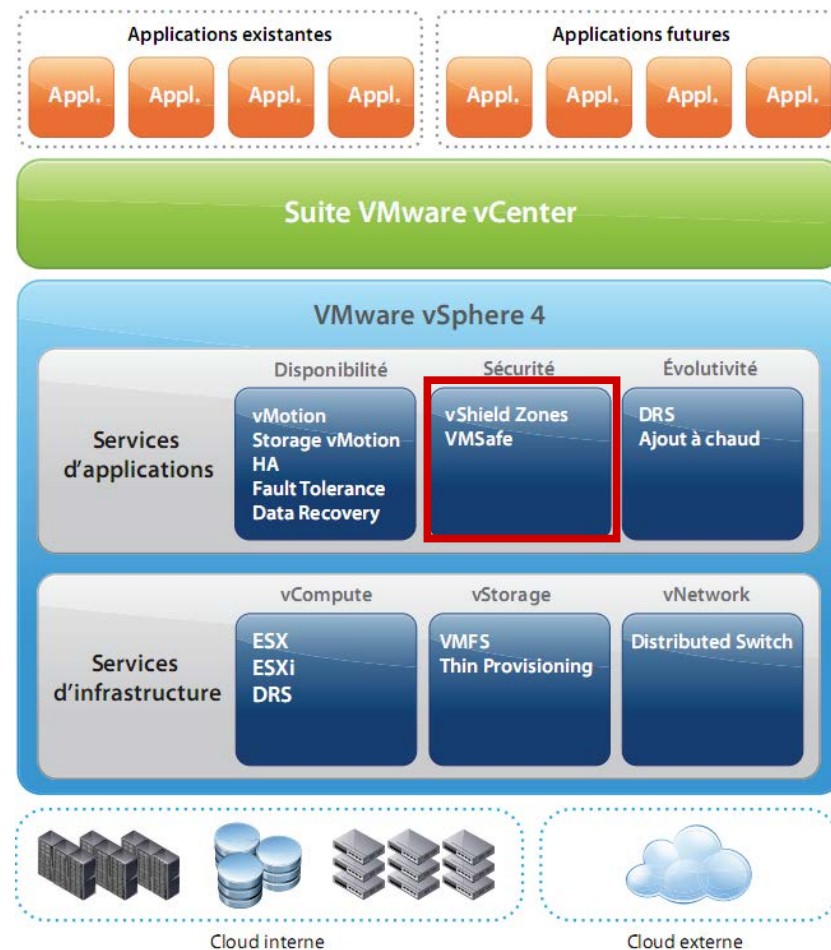 Applications existantes
Applications futures
Appl. Appl. Appl. Appl.
Appl. Appl. Appl. Appl.
Suite VMware vCenter
VMware vSphere 4
Services
d'applications
Disponibilité
vMotion
Storage vMotion
HA
Fault Tolerance
Data Recovery
Sécurité
vShield Zones
VMSafe
Évolutivité
DRS
Ajout à chaud
Services
d'infrastructure
vCompute
ESX
ESXi
DRS
vStorage
VMFS
Thin Provisioning
vNetwork
Distributed Switch
Cloud interne
Cloud externe